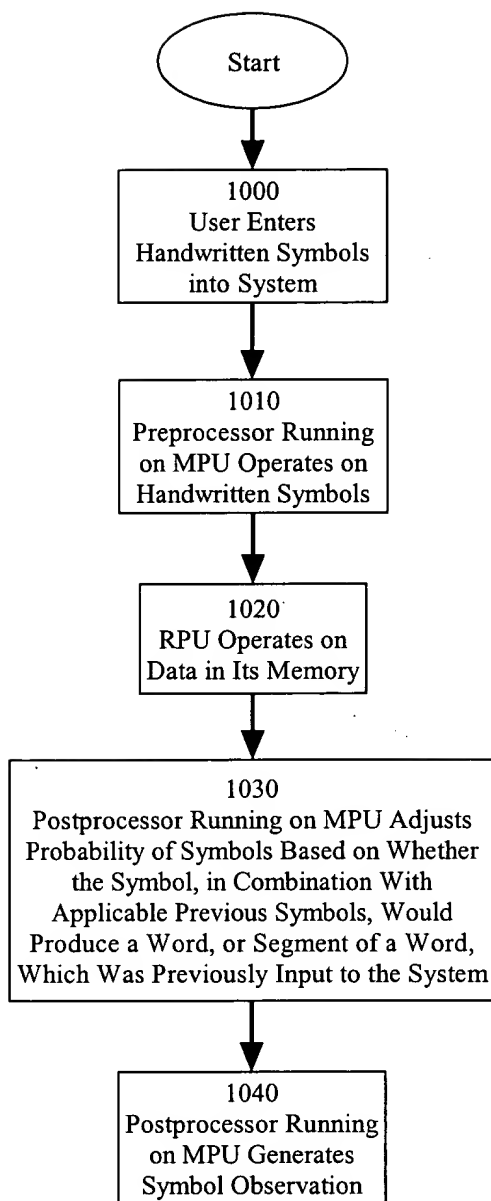 Start
1000
User Enters
Handwritten Symbols
into System
1010
Preprocessor Running
on MPU Operates on
Handwritten Symbols
1020
RPU Operates on
Data in Its Memory
1030
Postprocessor Running on MPU Adjusts
Probability of Symbols Based on Whether
the Symbol, in Combination With
Applicable Previous Symbols, Would
Produce a Word, or Segment of a Word,
Which Was Previously Input to the System
1040
Postprocessor Running
on MPU Generates
Symbol Observation